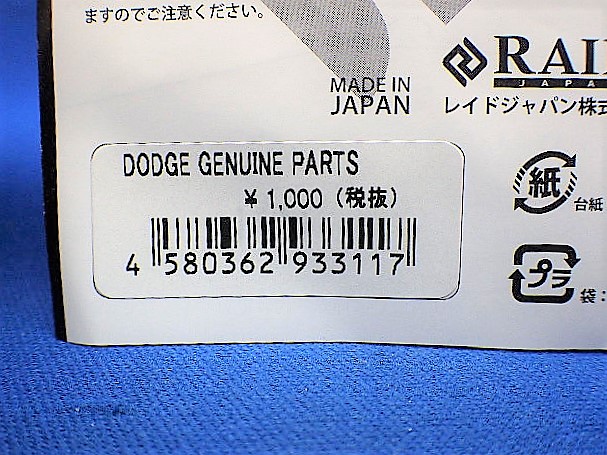 ますのでご注意ください。
MADE IN
JAPAN
RAI
JAPA
レイドジャパン株式
DODGE GENUINE PARTS
¥ 1,000 (税抜)
4 580362 933117
紙
台紙
プラ
袋: